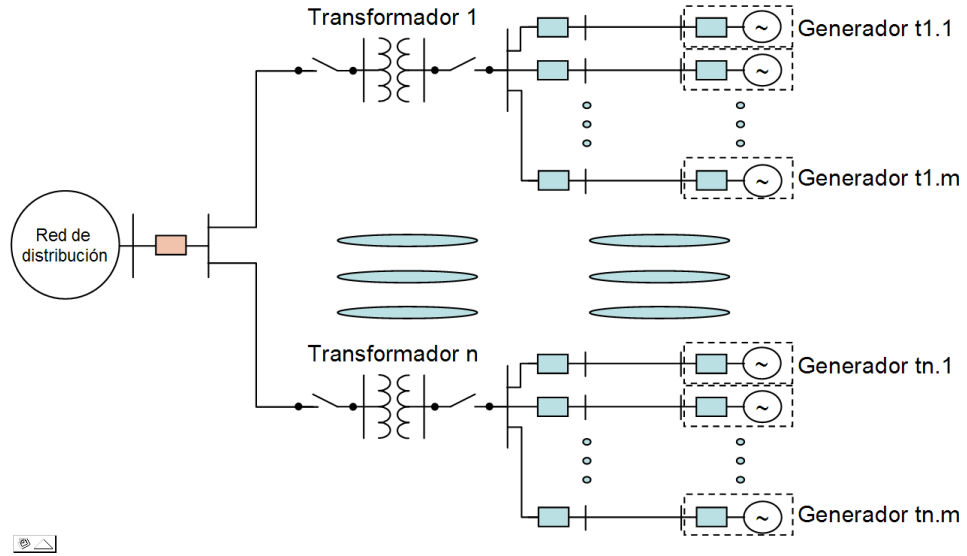 Transformador 1
Generador t1.1
Generador t1.m
Red de
distribución
Transformador n
Generador tn.1
Generador tn.m